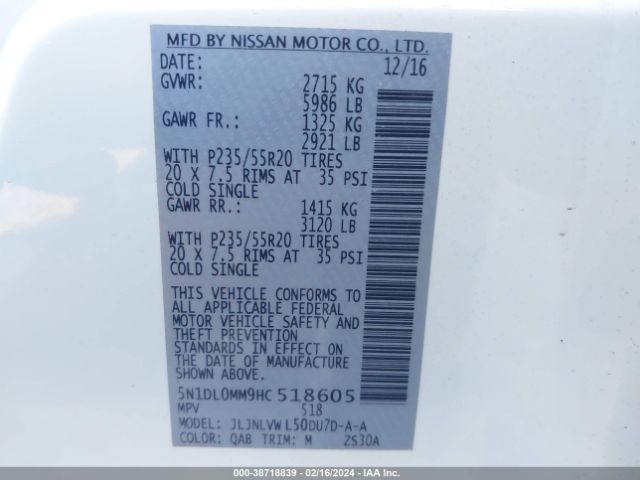 MFD BY NISSAN MOTOR CO., LTD.
DATE: 12/16
GVWR: 2715 KG
5986 LB
GAWR FR.: 1325 KG
2921 LB
WITH P235/55R20 TIRES
20 X 7.5 RIMS AT 35 PSI
COLD SINGLE
GAWR RR.: 1415 KG
3120 LB
WITH P235/55R20 TIRES
20 X 7.5 RIMS AT 35 PSI
COLD SINGLE
THIS VEHICLE CONFORMS TO
ALL APPLICABLE FEDERAL
MOTOR VEHICLE SAFETY AND
THEFT PREVENTION
STANDARDS IN EFFECT ON
THE DATE OF MANUFACTURE
SHOWN ABOVE.
5N1DL0MM9HC518605
MPV 518
MODEL: JLJNLVWL50DU7D-A-A
COLOR: QAB TRIM: M ZS30A
000-38718839 - 02/16/2024 - IAA Inc.